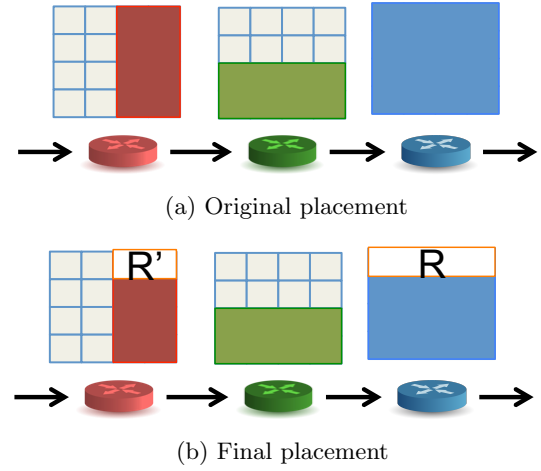 (a) Original placement
R’
R
(b) Final placement